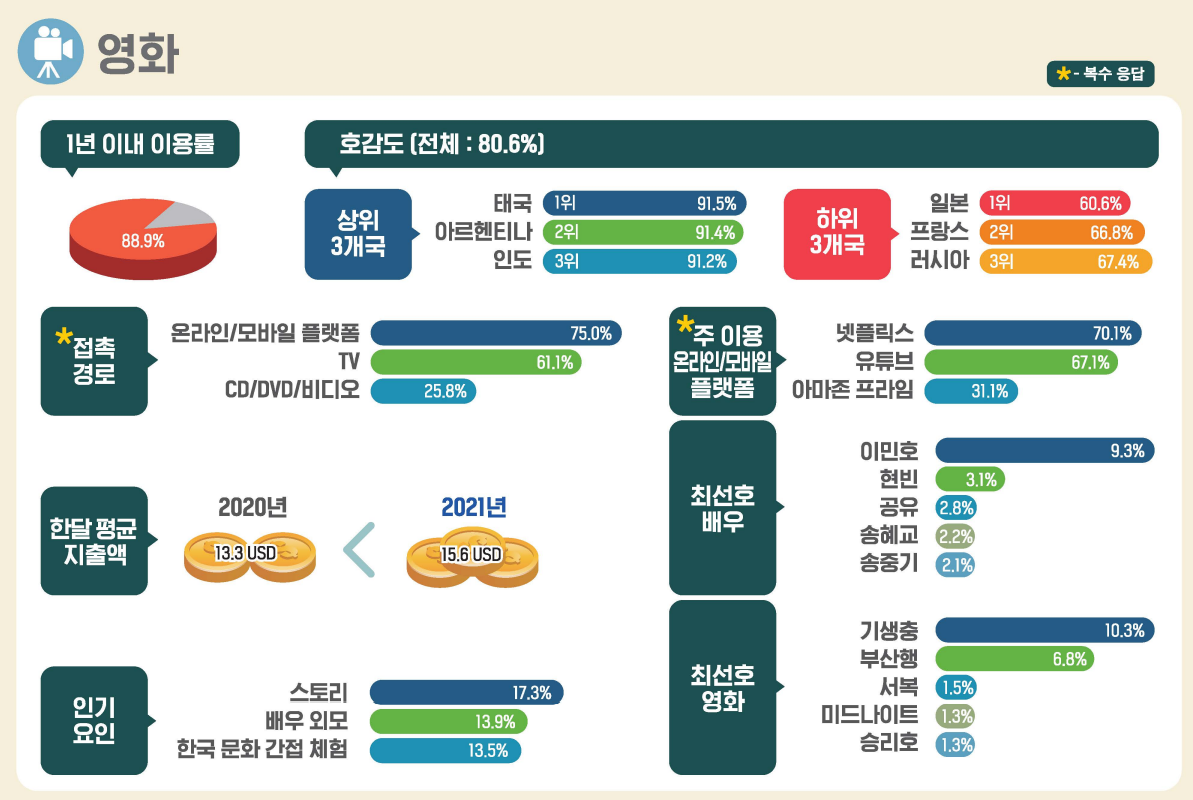 영화
*- 복수 응답
1년 이내 이용률
88.9%
호감도 (전체 : 80.6%)
상위
3개국
태국 1위 91.5%
아르헨티나 2위 91.4%
인도 3위 91.2%
하위
3개국
일본 1위 60.6%
프랑스 2위 66.8%
러시아 3위 67.4%
*접촉
경로
온라인/모바일 플랫폼 75.0%
TV 61.1%
CD/DVD/비디오 25.8%
*주 이용
온라인/모바일
플랫폼
넷플릭스 70.1%
유튜브 67.1%
아마존 프라임 31.1%
한달 평균
지출액
2020년
13.3 USD
<
2021년
15.6 USD
최선호
배우
이민호 9.3%
현빈 3.1%
공유 2.8%
송혜교 2.2%
송중기 2.1%
인기
요인
스토리 17.3%
배우 외모 13.9%
한국 문화 간접 체험 13.5%
최선호
영화
기생충 10.3%
부산행 6.8%
서복 1.5%
미드나이트 1.3%
승리호 1.3%